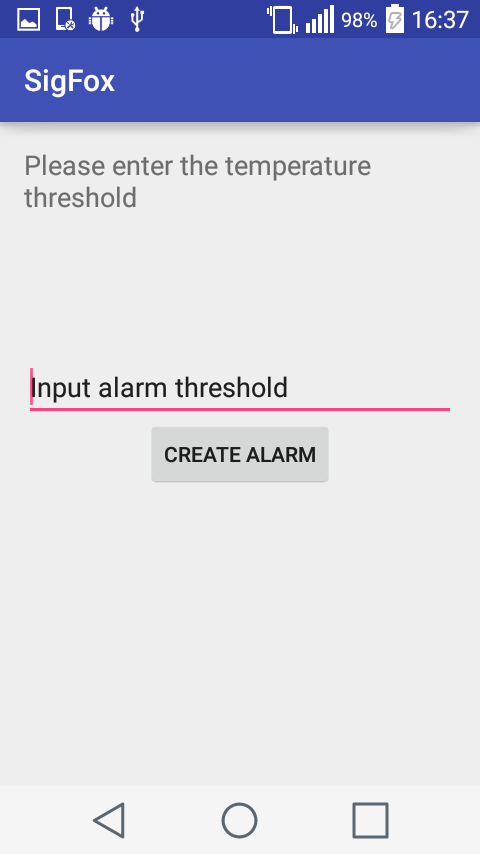 98% 16:37
SigFox
Please enter the temperature
threshold
Input alarm threshold
CREATE ALARM